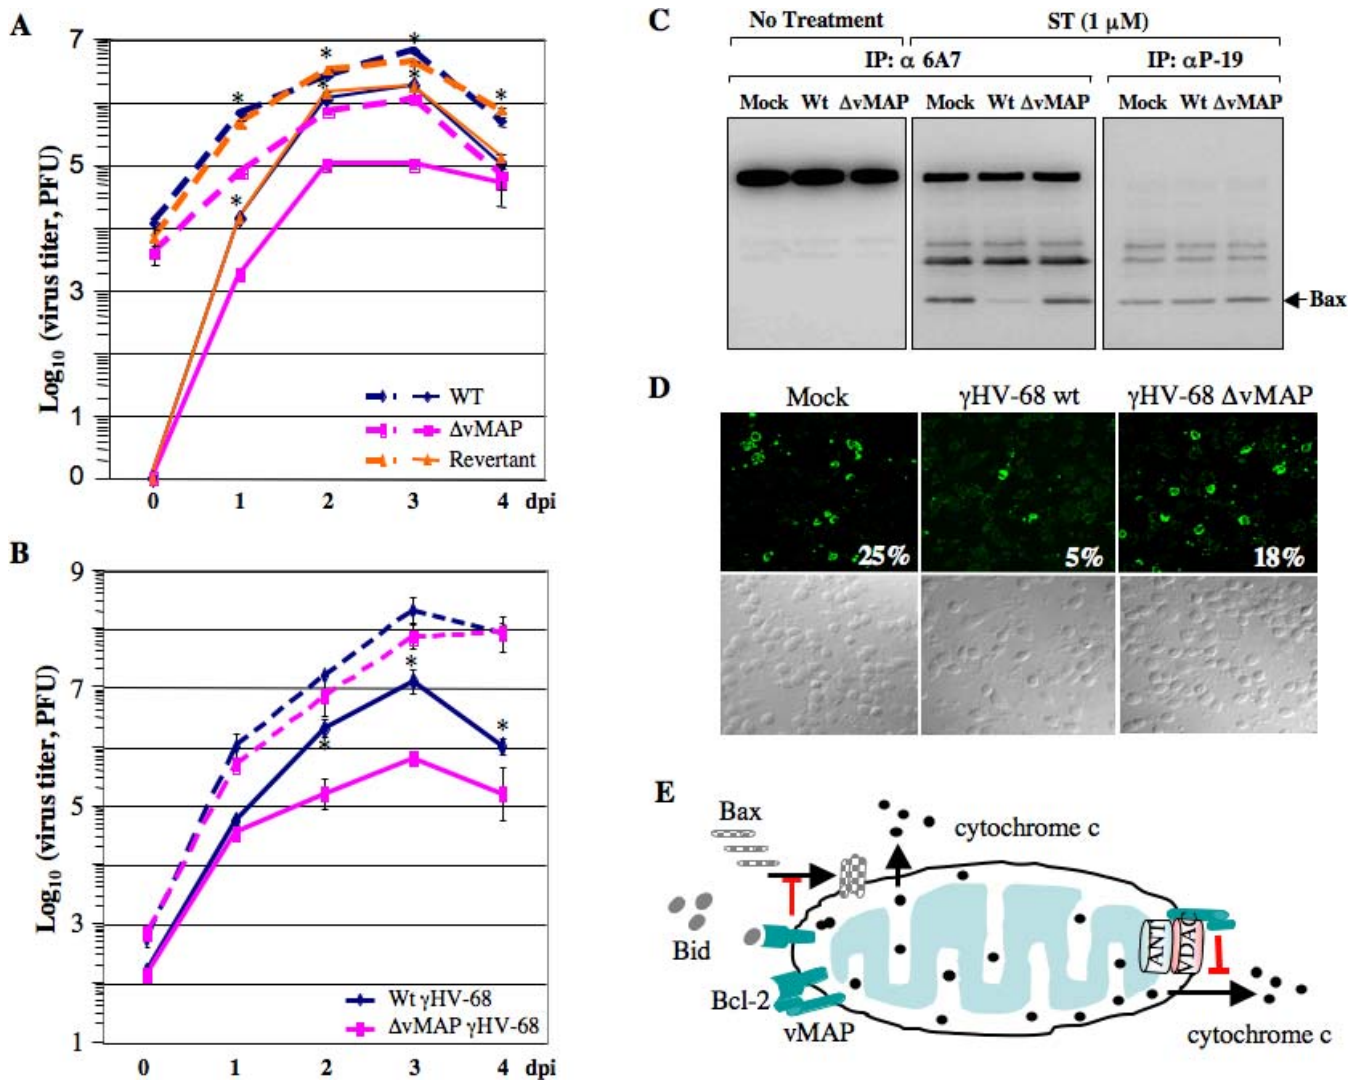 A
7
5
3
1
0
Log10 (virus titer, PFU)
WT
ΔvMAP
Revertant
* * * * * * *
0 1 2 3 4 dpi
B
9
7
5
3
1
Log10 (virus titer, PFU)
* * *
Wt γHV-68
ΔvMAP γHV-68
0 1 2 3 4 dpi
C
No Treatment ST (1 μM)
IP: α 6A7 IP: αP-19
Mock Wt ΔvMAP Mock Wt ΔvMAP Mock Wt ΔvMAP
Bax
D
Mock γHV-68 wt γHV-68 ΔvMAP
25% 5% 18%
E
Bax
cytochrome c
Bid
ANT
VDAC
Bcl-2
vMAP
cytochrome c